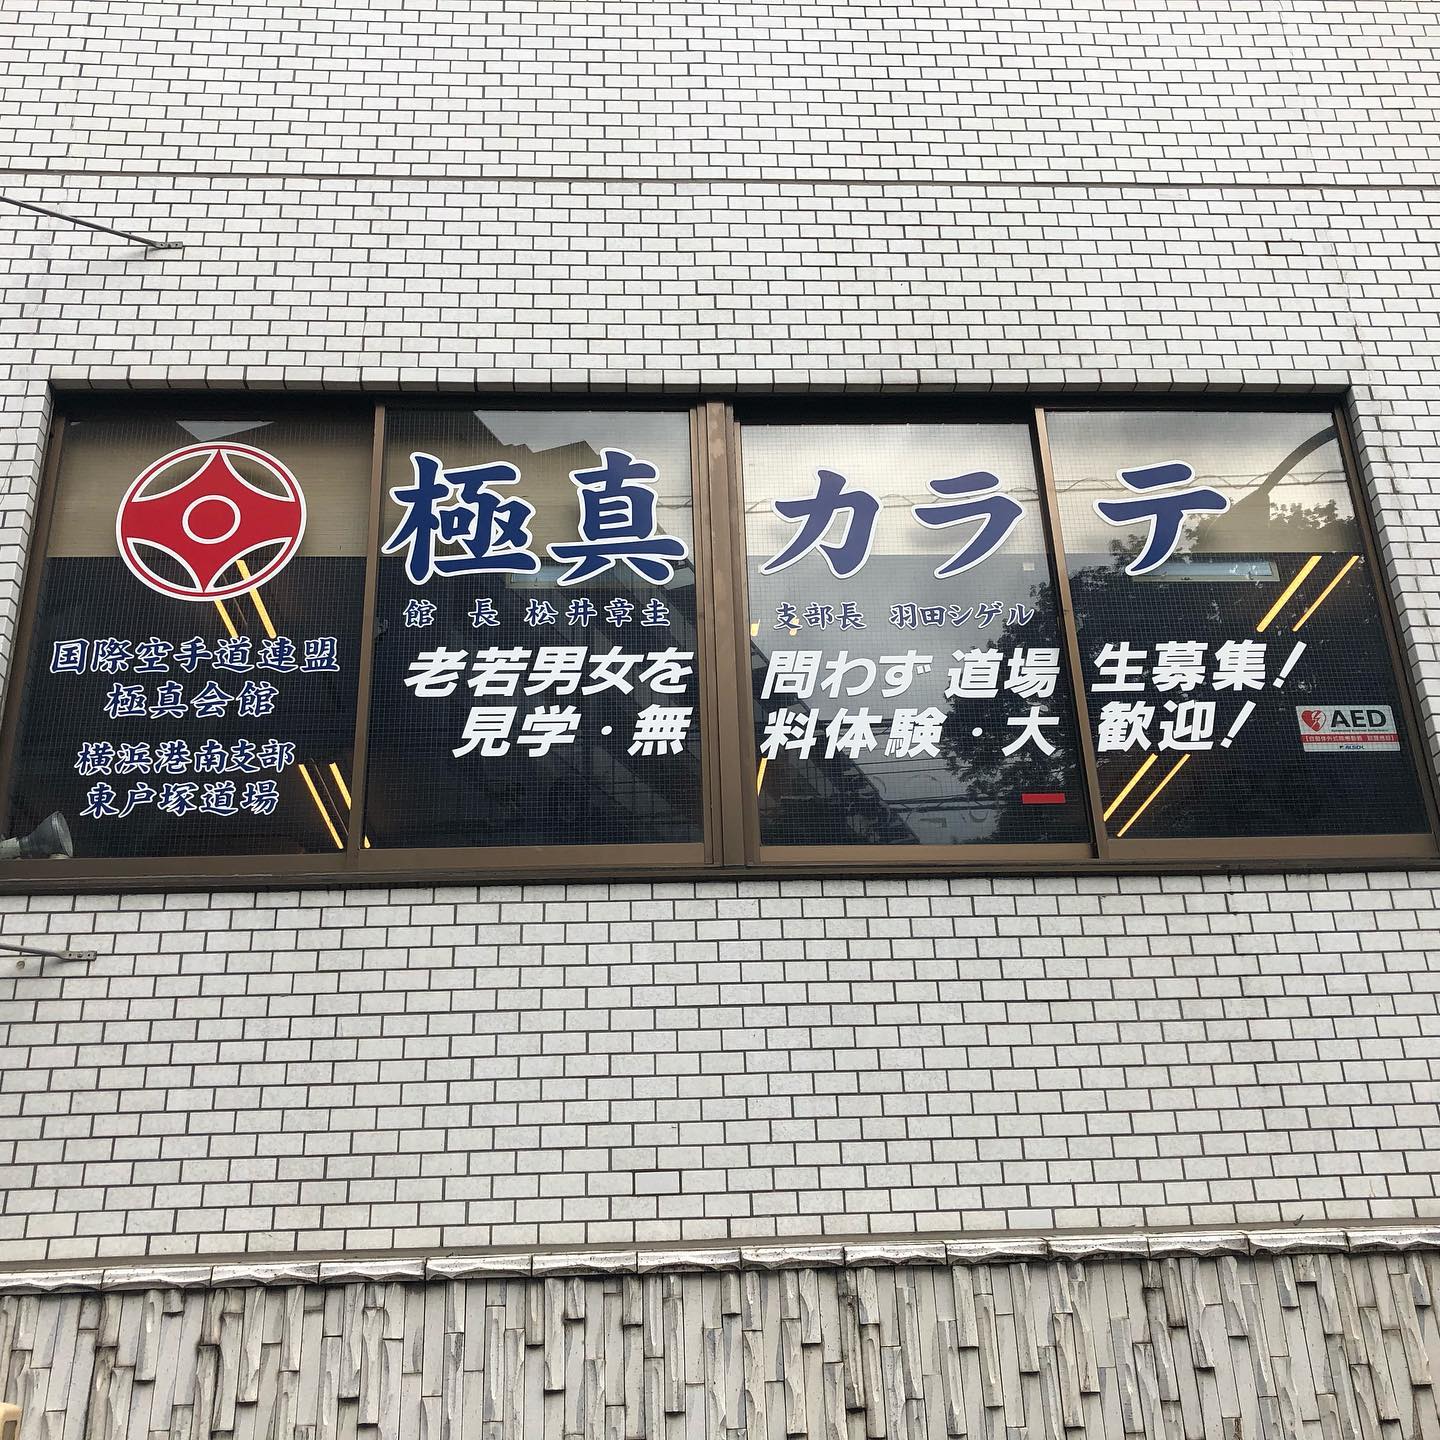 極真カラテ
館 長 松井章圭 支部長 羽田シゲル
老若男女を問わず 道場生募集!
見学・無料体験・大歓迎!
国際空手道連盟
極真会館
横浜港南支部
東戸塚道場
AED